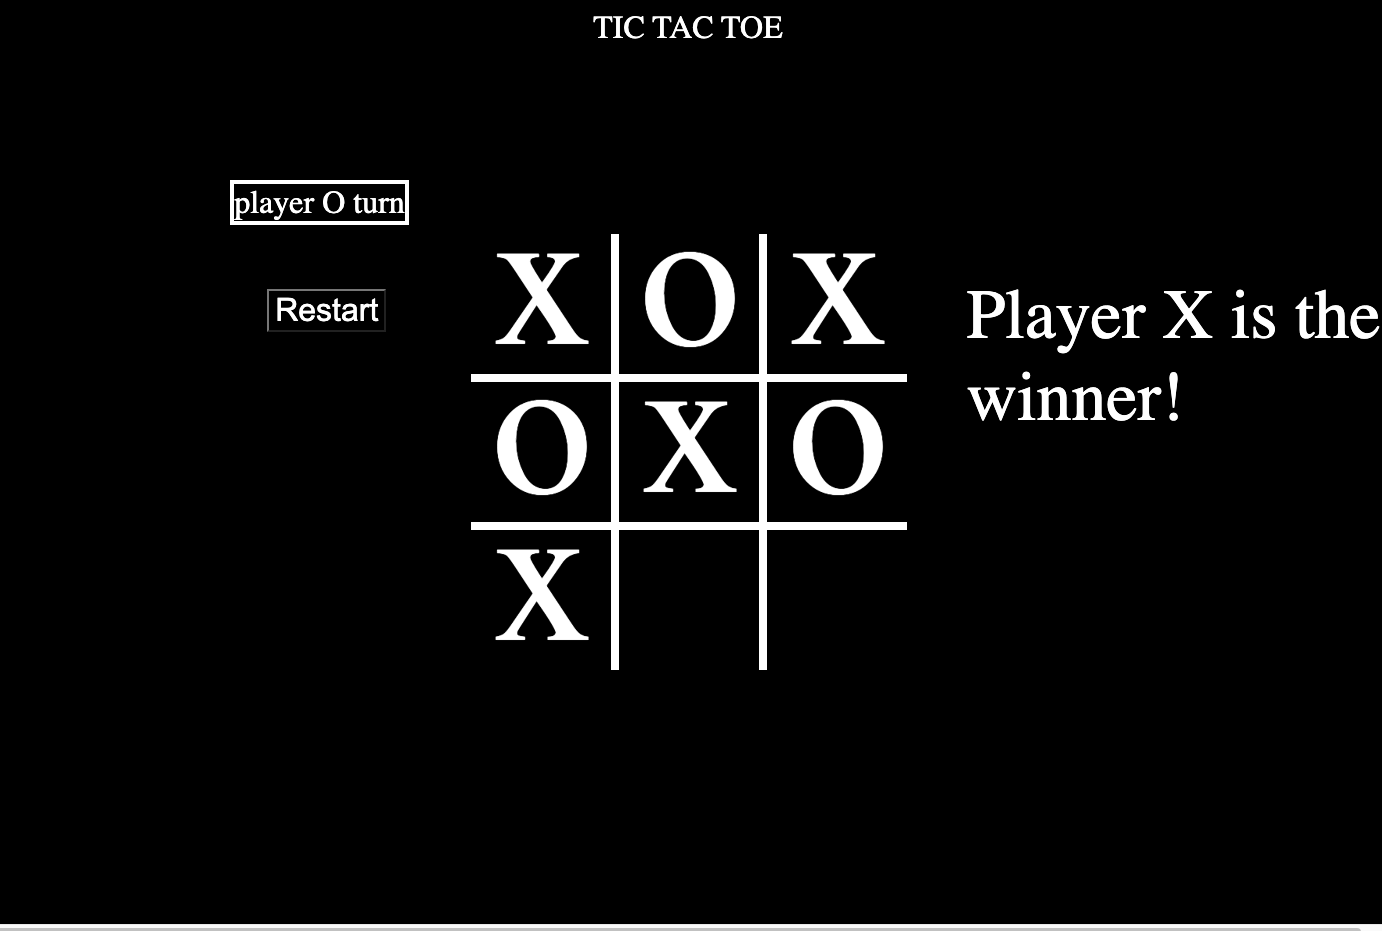 TIC TAC TOE
player O turn
Restart
X O X
O X O
X
Player X is the
winner!